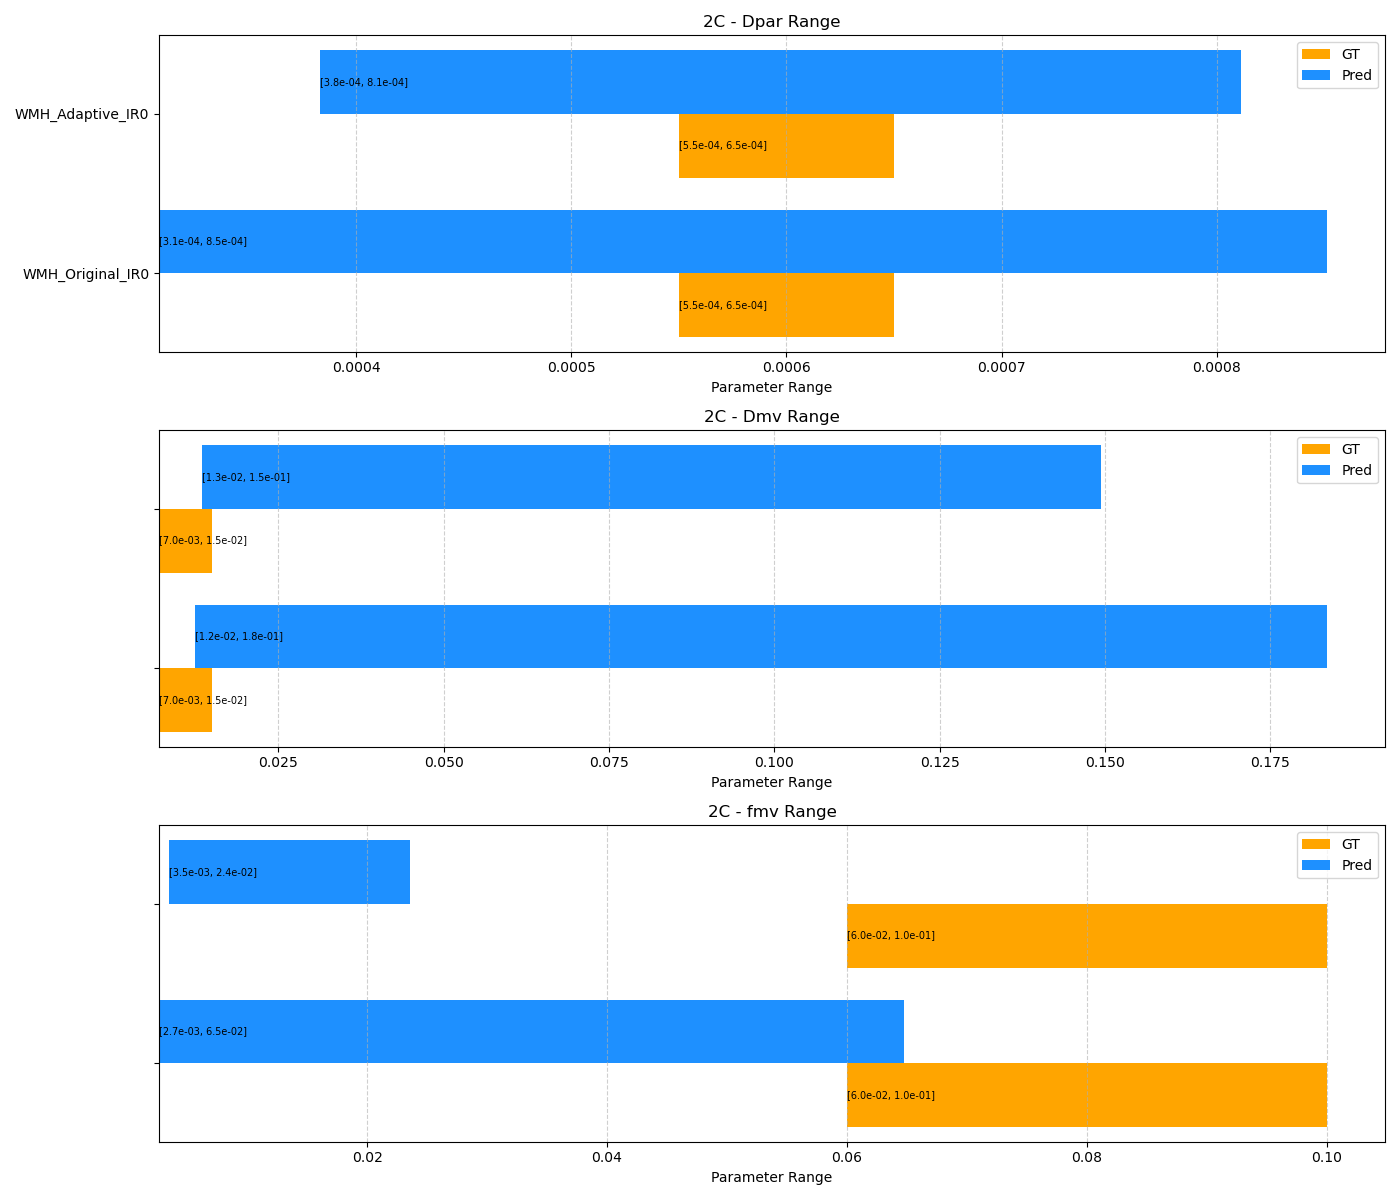 2C - Dpar Range
GT
Pred
WMH_Adaptive_IR0
[3.8e-04, 8.1e-04]
[5.5e-04, 6.5e-04]
WMH_Original_IR0
[3.1e-04, 8.5e-04]
[5.5e-04, 6.5e-04]
0.0004 0.0005 0.0006 0.0007 0.0008
Parameter Range
2C - Dmv Range
GT
Pred
[1.3e-02, 1.5e-01]
[7.0e-03, 1.5e-02]
[1.2e-02, 1.8e-01]
[7.0e-03, 1.5e-02]
0.025 0.050 0.075 0.100 0.125 0.150 0.175
Parameter Range
2C - fmv Range
GT
Pred
[3.5e-03, 2.4e-02]
[6.0e-02, 1.0e-01]
[2.7e-03, 6.5e-02]
[6.0e-02, 1.0e-01]
0.02 0.04 0.06 0.08 0.10
Parameter Range